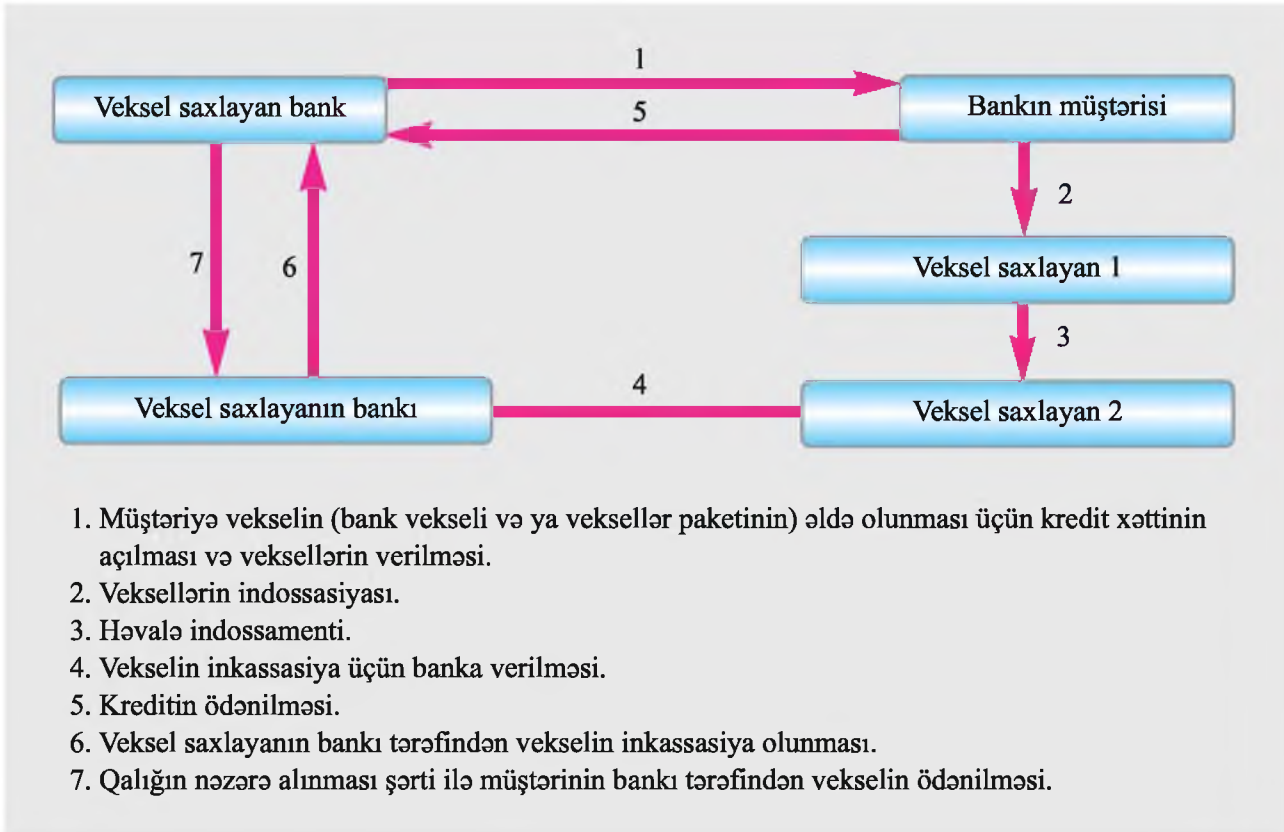 1
Veksel saxlayan bank
Bankın müştərisi
5
2
7
6
Veksel saxlayan 1
3
4
Veksel saxlayanın bankı
Veksel saxlayan 2
1. Müştəriyə vekselin (bank vekseli və ya veksellər paketinin) əldə olunması üçün kredit xəttinin
açılması və veksellərin verilməsi.
2. Veksellərin indossasiyası.
3. Həvalə indossamenti.
4. Vekselin inkassasiya üçün banka verilməsi.
5. Kreditin ödənilməsi.
6. Veksel saxlayanın bankı tərəfindən vekselin inkassasiya olunması.
7. Qalığın nəzərə alınması şərti ilə müştərinin bankı tərəfindən vekselin ödənilməsi.